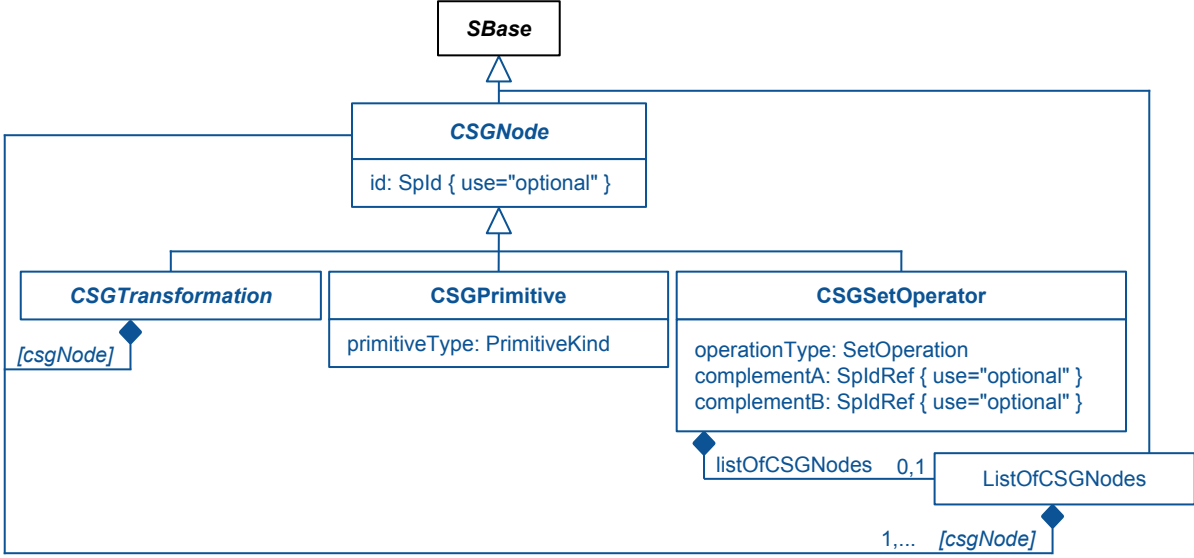 SBase
CSGNode
id: SpId { use="optional" }
CSGTransformation
CSGPrimitive
CSGSetOperator
[csgNode]
primitiveType: PrimitiveKind
operationType: SetOperation
complementA: SpIdRef { use="optional" }
complementB: SpIdRef { use="optional" }
listOfCSGNodes 0,1
ListOfCSGNodes
1,... [csgNode]